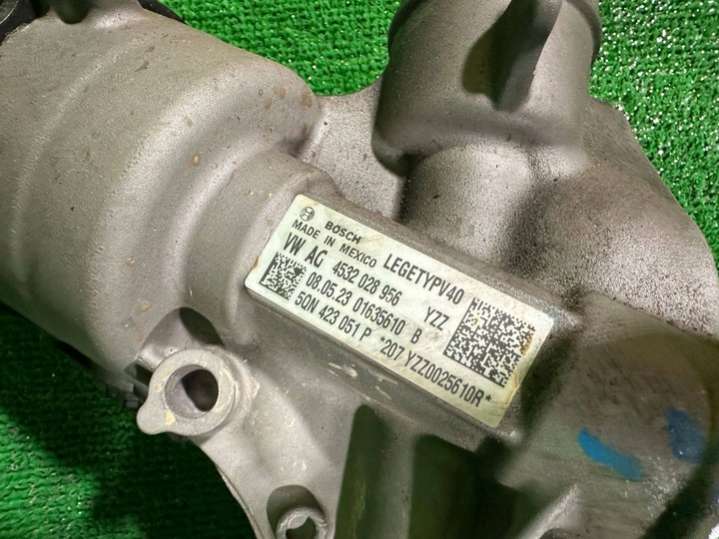 BOSCH
MADE IN MEXICO LEGETYPV40
VW AG 4532 028 956 YZZ
08.05.23 01635610 B
5QN 423 051 P *207 YZZ0025610R*